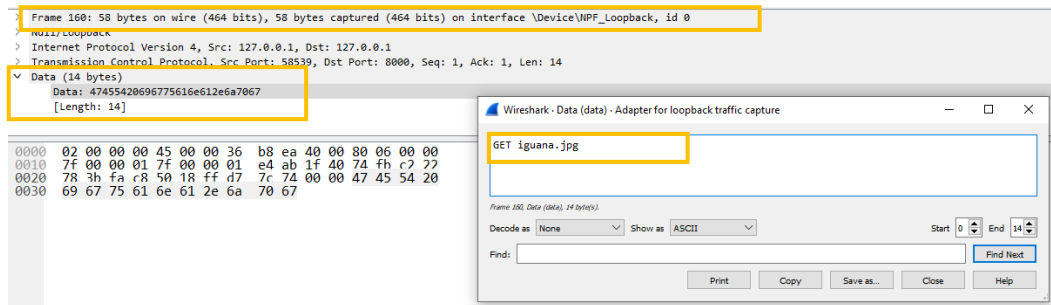 Frame 160: 58 bytes on wire (464 bits), 58 bytes captured (464 bits) on interface \Device\NPF_Loopback, id 0
Null/Loopback
Internet Protocol Version 4, Src: 127.0.0.1, Dst: 127.0.0.1
Transmission Control Protocol, Src Port: 58539, Dst Port: 8000, Seq: 1, Ack: 1, Len: 14
Data (14 bytes)
Data: 47455420696775616e612e6a7067
[Length: 14]
0000 02 00 00 00 45 00 00 36 b8 ea 40 00 80 06 00 00
0010 7f 00 00 01 7f 00 00 01 e4 ab 1f 40 74 fb c2 22
0020 78 3b fa c8 50 18 ff d7 7c 74 00 00 47 45 54 20
0030 69 67 75 61 6e 61 2e 6a 70 67
Wireshark · Data (data) · Adapter for loopback traffic capture
GET iguana.jpg
Frame 160, Data (data), 14 byte(s).
Decode as None Show as ASCII Start 0 End 14
Find: Find Next
Print Copy Save as... Close Help